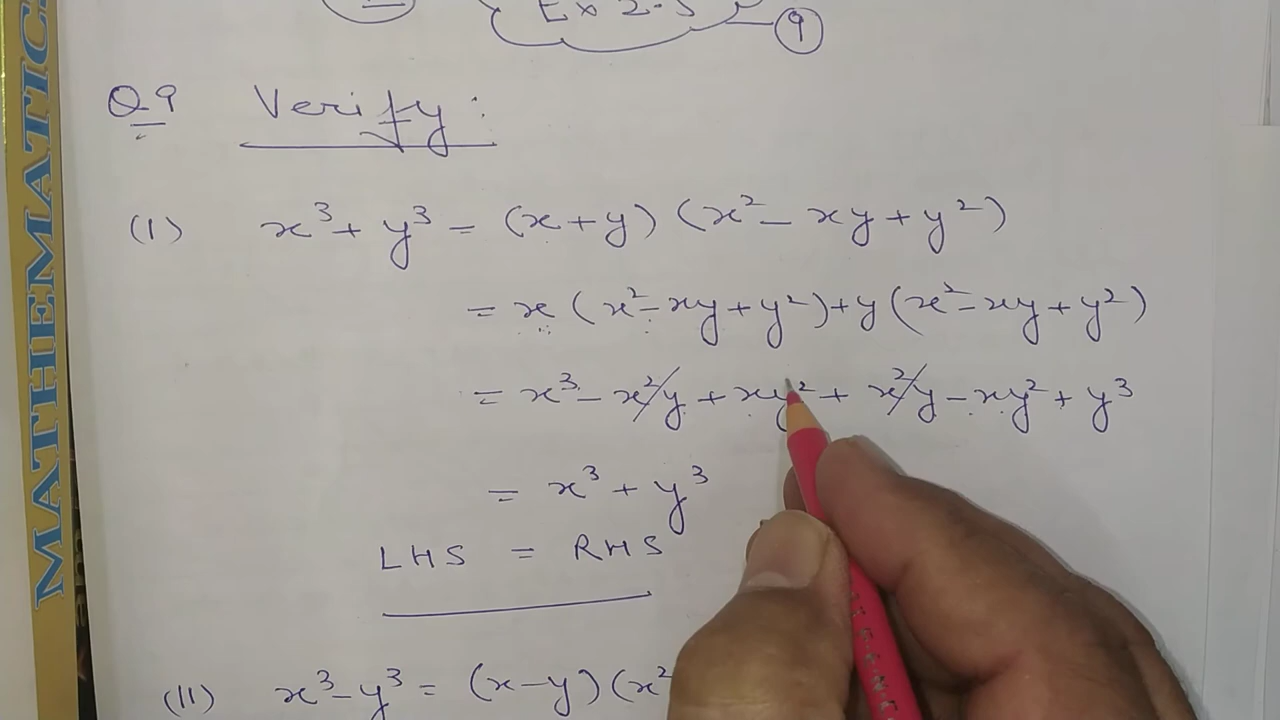 Ex 2.5
9
MATHEMATIC
Q9 Verify:
(I) x³ + y³ = (x + y) (x² - xy + y²)
= x (x² - xy + y²) + y (x² - xy + y²)
= x³ - x²y + xy² + x²y - xy² + y³
= x³ + y³
LHS = RHS
(II) x³ - y³ = (x - y) (x²